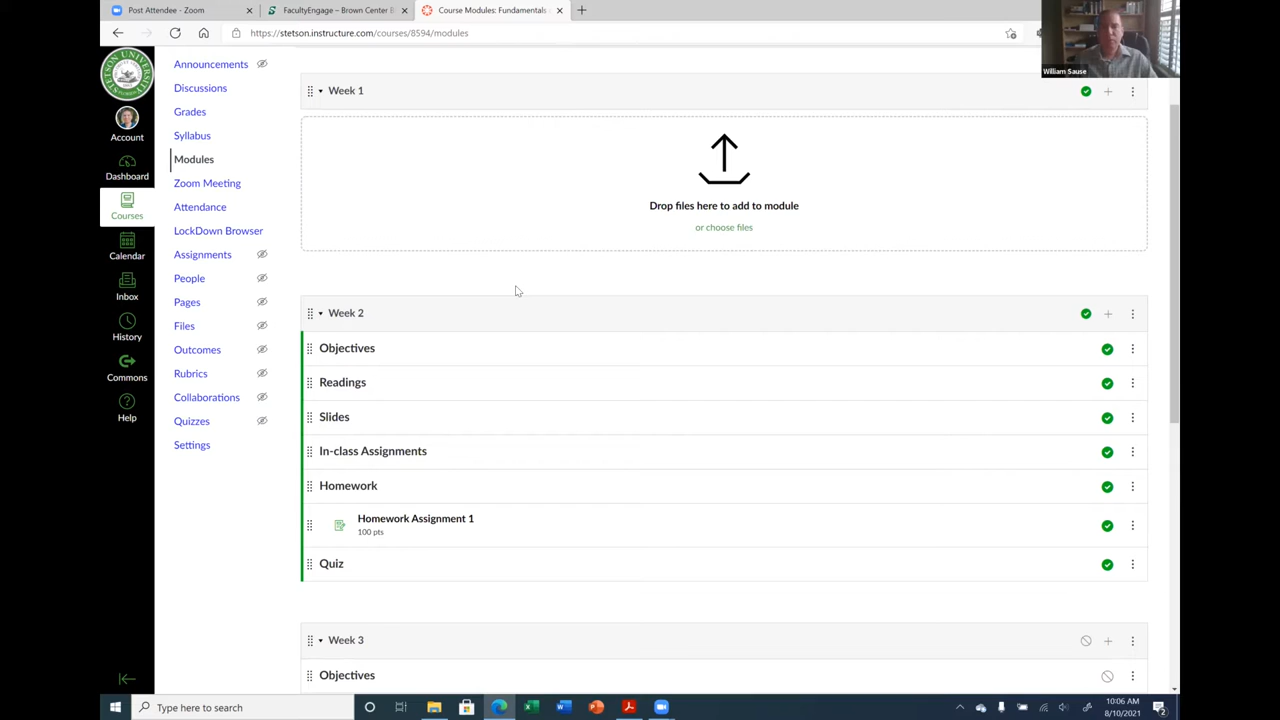 Post Attendee - Zoom
FacultyEngage – Brown Center
Course Modules: Fundamentals
https://stetson.instructure.com/courses/8594/modules
William Sause
STETSON UNIVERSITY
Account
Dashboard
Courses
Calendar
Inbox
History
Commons
Help
Announcements
Discussions
Grades
Syllabus
Modules
Zoom Meeting
Attendance
LockDown Browser
Assignments
People
Pages
Files
Outcomes
Rubrics
Collaborations
Quizzes
Settings
Week 1
Drop files here to add to module
or choose files
Week 2
Objectives
Readings
Slides
In-class Assignments
Homework
Homework Assignment 1
100 pts
Quiz
Week 3
Objectives
Type here to search
10:06 AM
8/10/2021
2